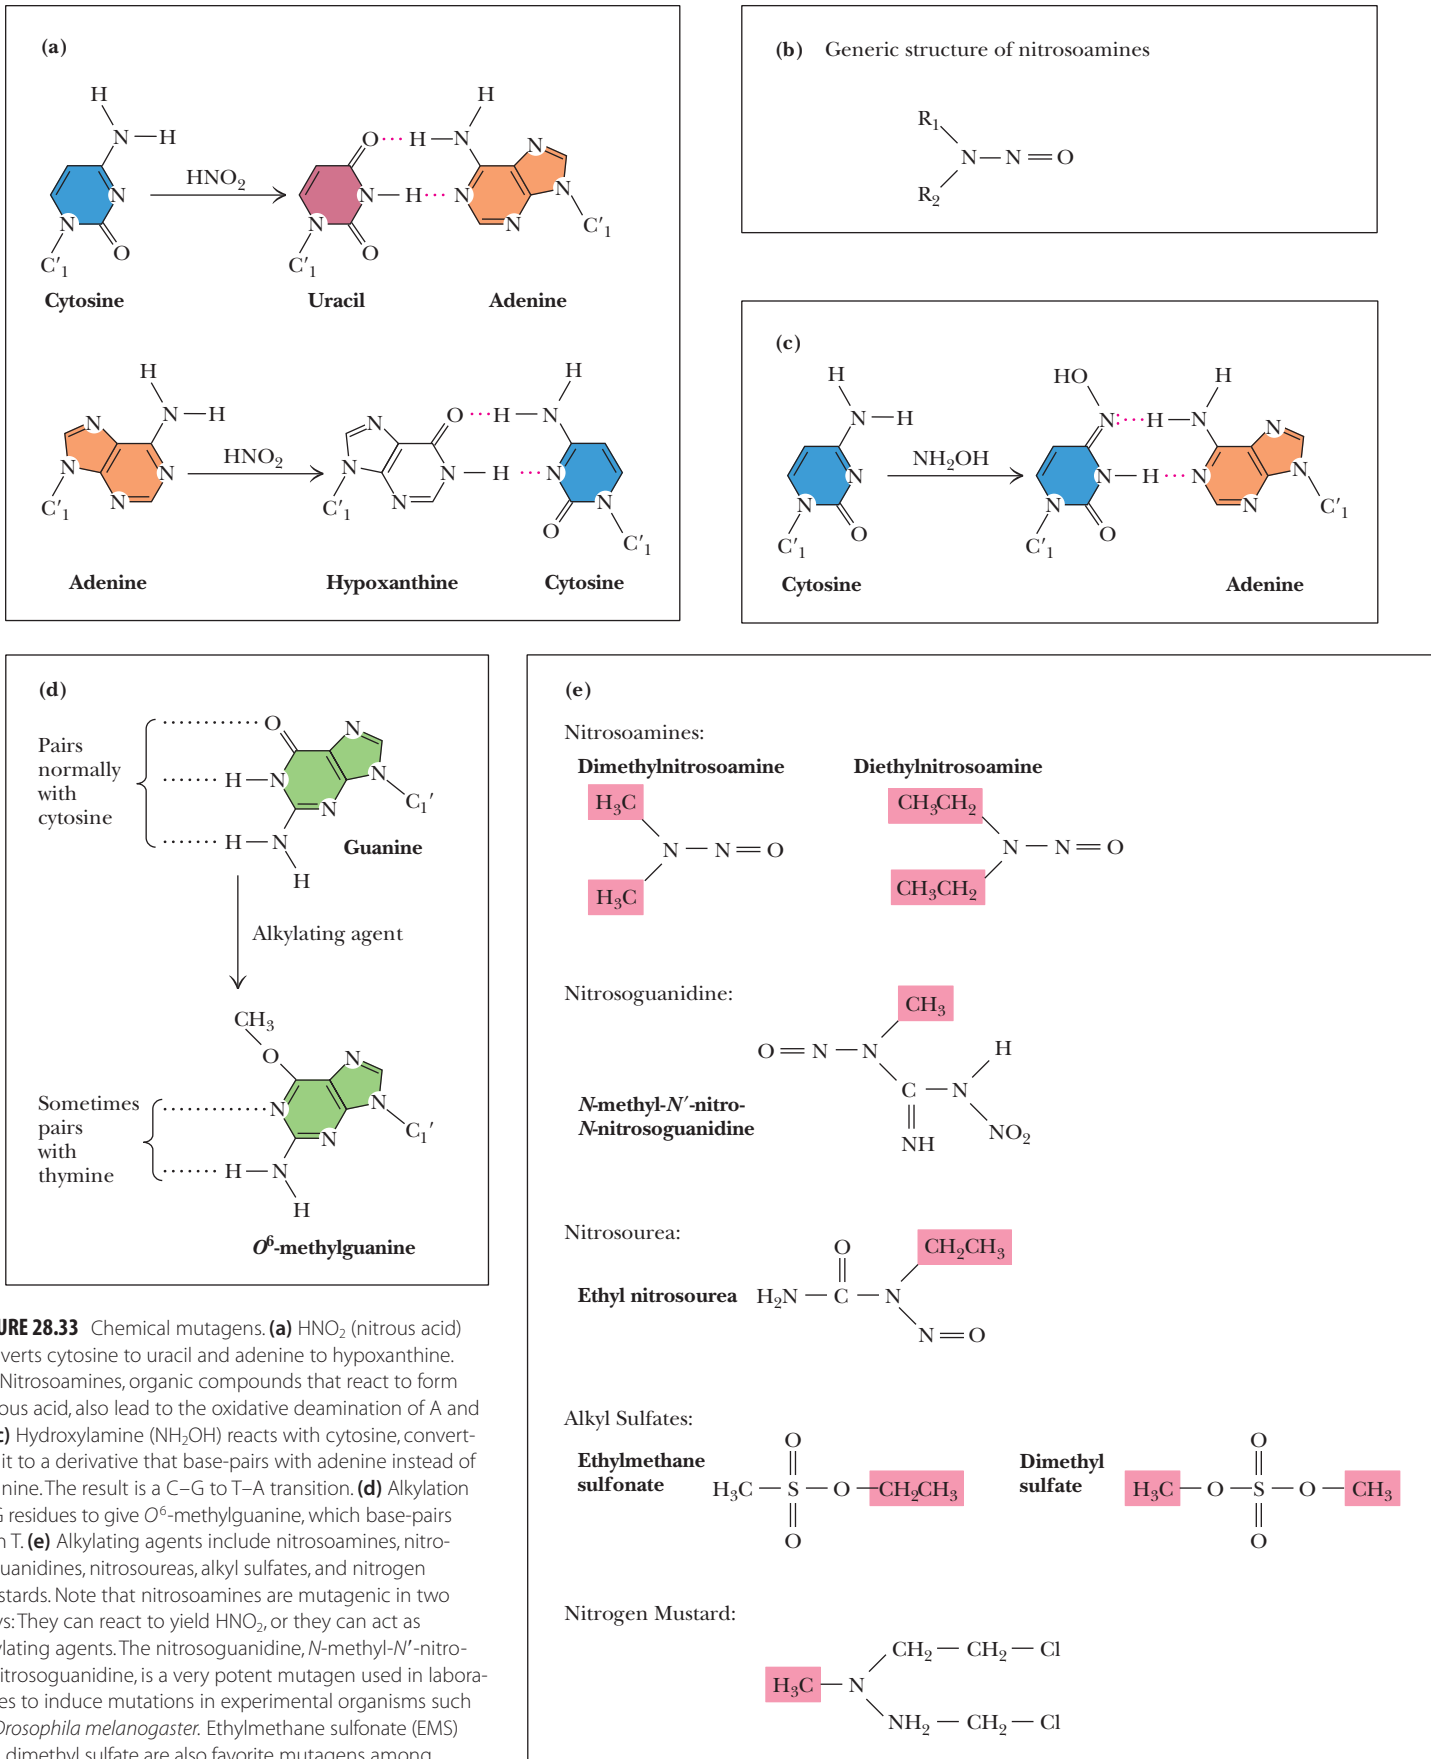 (a)
H
N—H
N
N
O
C′1
Cytosine
HNO2
O···H—N
H
N—H···N
N
O
C′1
Uracil
N
N
N
C′1
Adenine
H
N—H
N
N
N
N
C′1
Adenine
HNO2
O···H—N
H
N
N
N—H···N
N
C′1
Hypoxanthine
O
N
C′1
Cytosine
(b) Generic structure of nitrosoamines
R1
N—N=O
R2
(c)
H
N—H
N
N
O
C′1
Cytosine
NH2OH
HO
H
N:···H—N
N—H···N
N
O
C′1
N
N
N
C′1
Adenine
(d)
Pairs
normally
with
cytosine
O
H—N
N
N
N
C1′
H—N
H
Guanine
Alkylating agent
CH3
O
Sometimes
pairs
with
thymine
N
N
N
N
C1′
H—N
H
O6-methylguanine
(e)
Nitrosoamines:
Dimethylnitrosoamine
H3C
N—N=O
H3C
Diethylnitrosoamine
CH3CH2
N—N=O
CH3CH2
Nitrosoguanidine:
N-methyl-N′-nitro-
N-nitrosoguanidine
CH3
O=N—N
H
C—N
NH
NO2
Nitrosourea:
Ethyl nitrosourea
O
CH2CH3
H2N—C—N
N=O
Alkyl Sulfates:
Ethylmethane
sulfonate
O
H3C—S—O—CH2CH3
O
Dimethyl
sulfate
O
H3C—O—S—O—CH3
O
Nitrogen Mustard:
CH2—CH2—Cl
H3C—N
NH2—CH2—Cl
URE 28.33 Chemical mutagens. (a) HNO2 (nitrous acid)
verts cytosine to uracil and adenine to hypoxanthine.
Nitrosoamines, organic compounds that react to form
ous acid, also lead to the oxidative deamination of A and
) Hydroxylamine (NH2OH) reacts with cytosine, convert-
it to a derivative that base-pairs with adenine instead of
nine. The result is a C–G to T–A transition. (d) Alkylation
residues to give O6-methylguanine, which base-pairs
T. (e) Alkylating agents include nitrosoamines, nitro-
uanidines, nitrosoureas, alkyl sulfates, and nitrogen
stards. Note that nitrosoamines are mutagenic in two
s: They can react to yield HNO2, or they can act as
lating agents. The nitrosoguanidine, N-methyl-N′-nitro-
itrosoguanidine, is a very potent mutagen used in labora-
es to induce mutations in experimental organisms such
Drosophila melanogaster. Ethylmethane sulfonate (EMS)
dimethyl sulfate are also favorite mutagens among